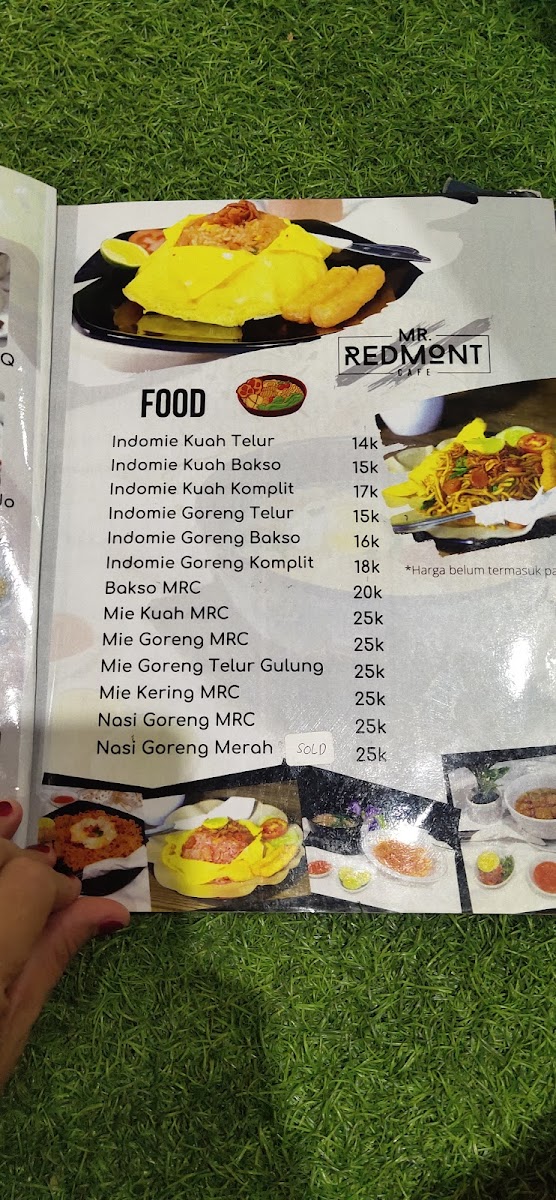 MR.
REDMONT
CAFE
FOOD
Indomie Kuah Telur 14k
Indomie Kuah Bakso 15k
Indomie Kuah Komplit 17k
Indomie Goreng Telur 15k
Indomie Goreng Bakso 16k
Indomie Goreng Komplit 18k
*Harga belum termasuk pa
Bakso MRC 20k
Mie Kuah MRC 25k
Mie Goreng MRC 25k
Mie Goreng Telur Gulung 25k
Mie Kering MRC 25k
Nasi Goreng MRC 25k
Nasi Goreng Merah SOLD 25k